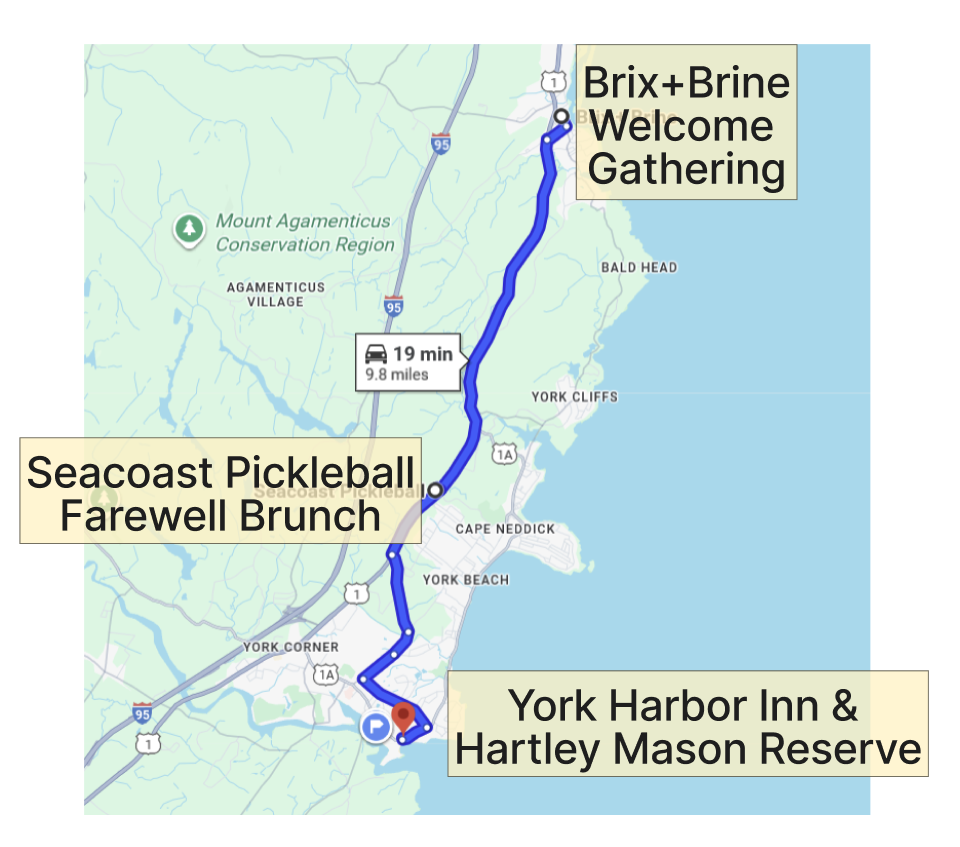 1
Brix+Brine
Welcome
Gathering
95
Mount Agamenticus
Conservation Region
BALD HEAD
AGAMENTICUS
VILLAGE
95
19 min
9.8 miles
YORK CLIFFS
1A
Seacoast Pickleball
Farewell Brunch
Seacoast Pickleball
CAPE NEDDICK
YORK BEACH
1
YORK CORNER
1A
95
1
York Harbor Inn &
Hartley Mason Reserve